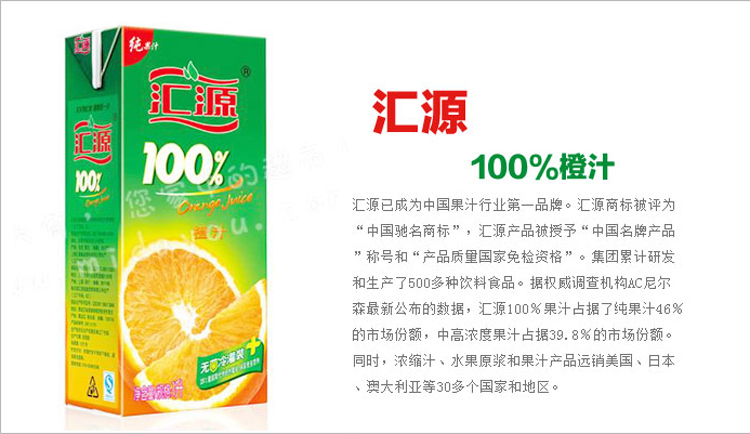 纯果汁
汇源
®
汇源
100%
Orange Juice
橙汁
汇源
100%
无菌冷灌装
汇源
100%橙汁
汇源已成为中国果汁行业第一品牌。汇源商标被评为
“中国驰名商标”，汇源产品被授予“中国名牌产品
”称号和“产品质量国家免检资格”。集团累计研发
和生产了500多种饮料食品。据权威调查机构AC尼尔
森最新公布的数据，汇源100%果汁占据了纯果汁46%
的市场份额，中高浓度果汁占据39.8%的市场份额。
同时，浓缩汁、水果原浆和果汁产品远销美国、日本
、澳大利亚等30多个国家和地区。